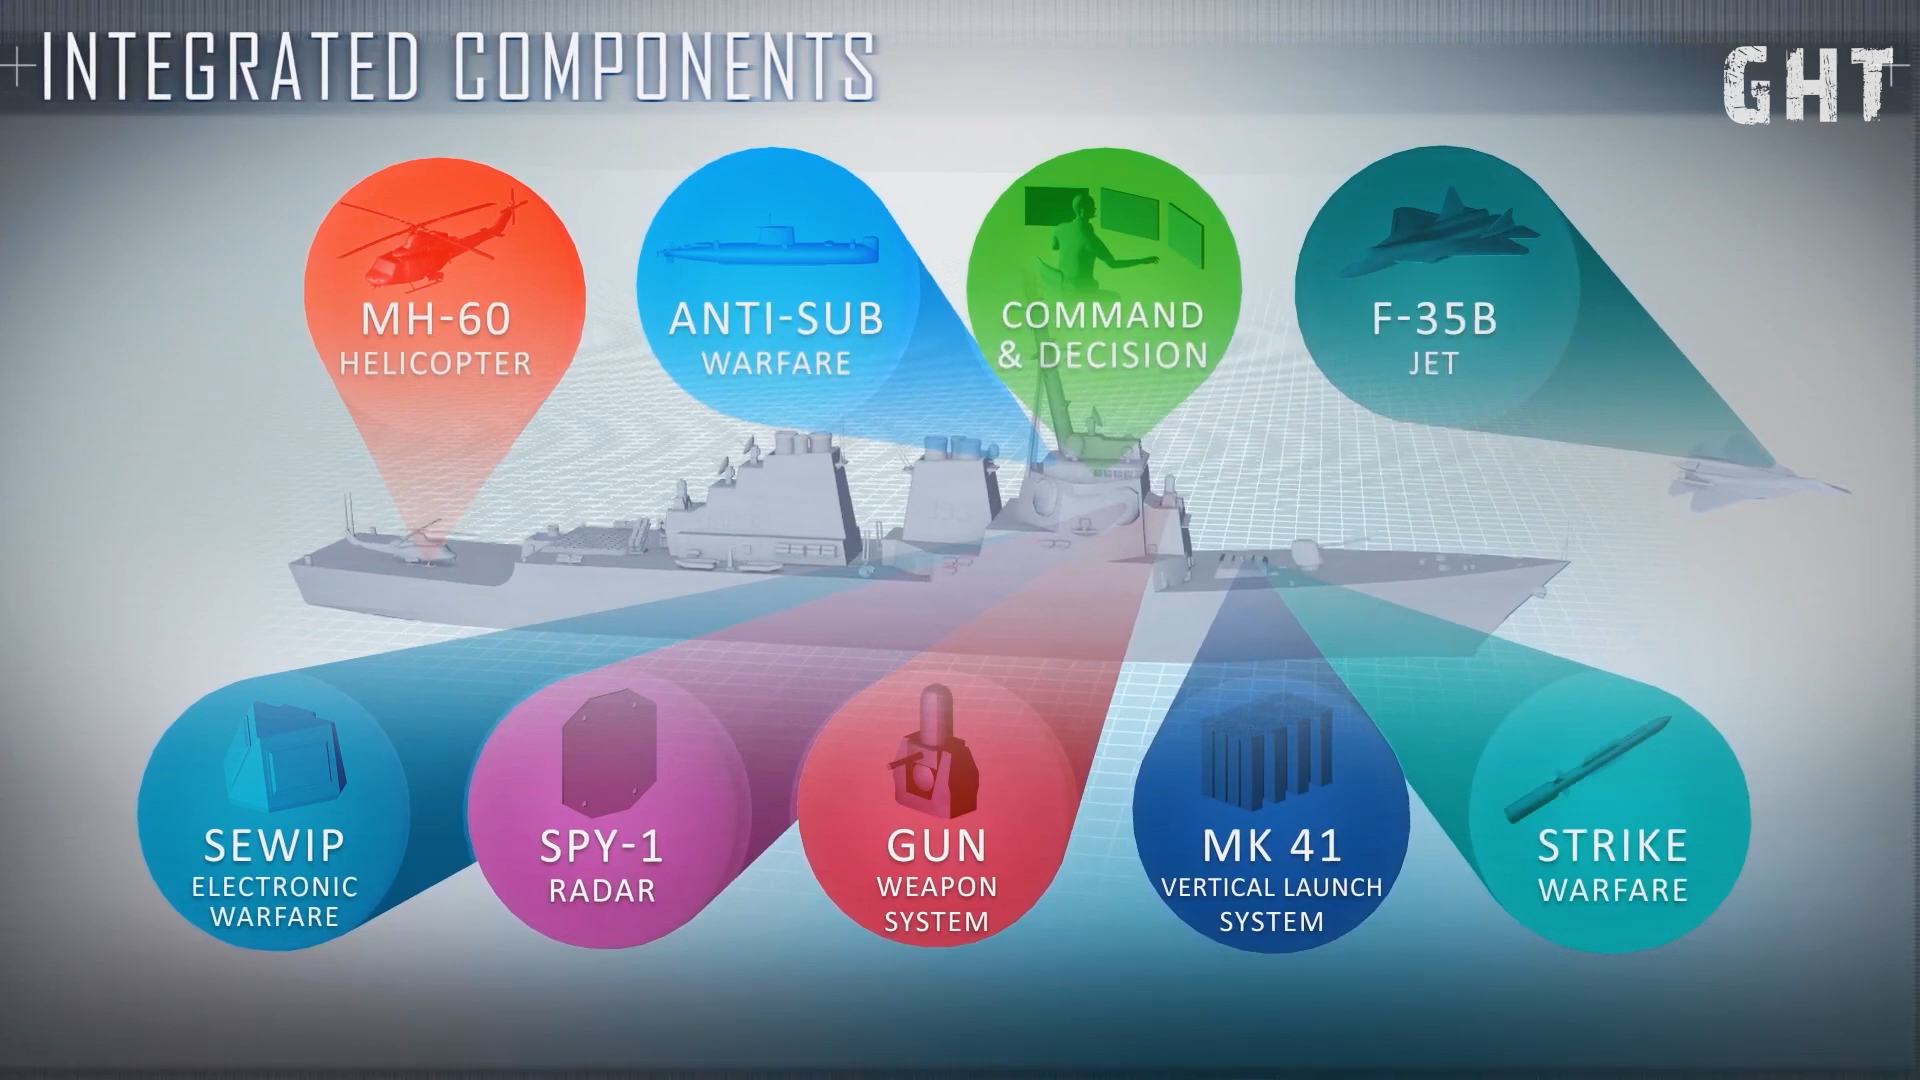 INTEGRATED COMPONENTS
GHT
MH-60
HELICOPTER
ANTI-SUB
WARFARE
COMMAND
& DECISION
F-35B
JET
SEWIP
ELECTRONIC
WARFARE
SPY-1
RADAR
GUN
WEAPON
SYSTEM
MK 41
VERTICAL LAUNCH
SYSTEM
STRIKE
WARFARE